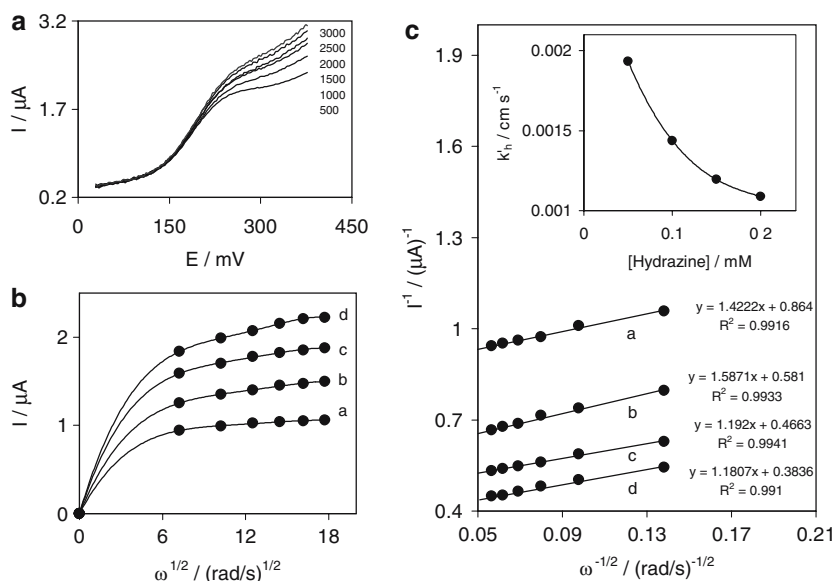 a
3.2
1.7
0.2
I / µA
3000
2500
2000
1500
1000
500
0
150
300
450
E / mV
b
2
1
0
I / µA
d
c
b
a
0
6
12
18
ω1/2 / (rad/s)1/2
c
1.9
1.6
1.3
1
0.7
0.4
I-1 / (µA)-1
0.002
0.0015
0.001
k'h / cm s-1
0
0.1
0 2
[Hydrazine] / mM
y = 1.4222x + 0.864
R2 = 0.9916
a
y = 1.5871x + 0.581
R2 = 0.9933
b
y = 1.192x + 0.4663
R2 = 0.9941
c
y = 1.1807x + 0.3836
R2 = 0.991
d
0.05
0.09
0.13
0.17
0.21
ω-1/2 / (rad/s)-1/2